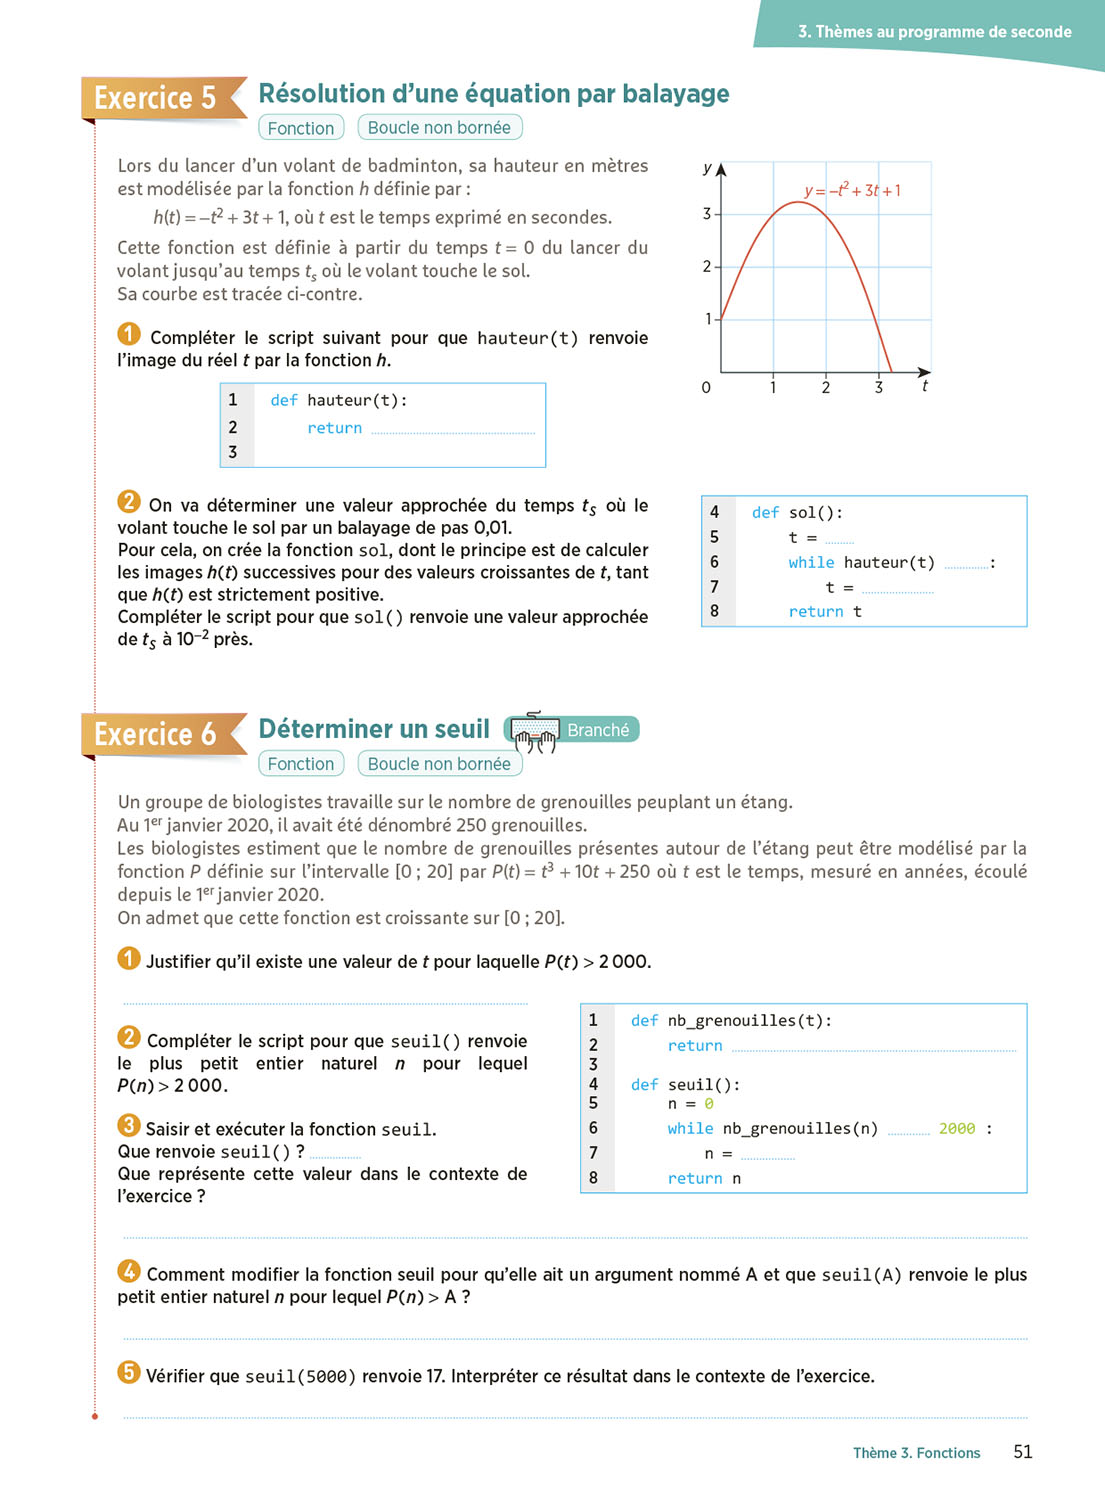 3. Thèmes au programme de seconde
Exercice 5
Résolution d'une équation par balayage
Fonction
Boucle non bornée
Lors du lancer d'un volant de badminton, sa hauteur en mètres
est modélisée par la fonction h définie par :
h(t) = –t² + 3t + 1, où t est le temps exprimé en secondes.
Cette fonction est définie à partir du temps t = 0 du lancer du
volant jusqu'au temps tₛ où le volant touche le sol.
Sa courbe est tracée ci-contre.
y
y = –t² + 3t + 1
3
2
1
0
1
2
3
t
1 Compléter le script suivant pour que hauteur(t) renvoie
l'image du réel t par la fonction h.
1 def hauteur(t):
2 return
3
2 On va déterminer une valeur approchée du temps tS où le
volant touche le sol par un balayage de pas 0,01.
Pour cela, on crée la fonction sol, dont le principe est de calculer
les images h(t) successives pour des valeurs croissantes de t, tant
que h(t) est strictement positive.
Compléter le script pour que sol() renvoie une valeur approchée
de tS à 10⁻² près.
4 def sol():
5 t =
6 while hauteur(t) :
7 t =
8 return t
Exercice 6
Déterminer un seuil
Branché
Fonction
Boucle non bornée
Un groupe de biologistes travaille sur le nombre de grenouilles peuplant un étang.
Au 1er janvier 2020, il avait été dénombré 250 grenouilles.
Les biologistes estiment que le nombre de grenouilles présentes autour de l'étang peut être modélisé par la
fonction P définie sur l'intervalle [0 ; 20] par P(t) = t³ + 10t + 250 où t est le temps, mesuré en années, écoulé
depuis le 1er janvier 2020.
On admet que cette fonction est croissante sur [0 ; 20].
1 Justifier qu'il existe une valeur de t pour laquelle P(t) > 2 000.
2 Compléter le script pour que seuil() renvoie
le plus petit entier naturel n pour lequel
P(n) > 2 000.
3 Saisir et exécuter la fonction seuil.
Que renvoie seuil() ?
Que représente cette valeur dans le contexte de
l'exercice ?
1 def nb_grenouilles(t):
2 return
3
4 def seuil():
5 n = 0
6 while nb_grenouilles(n) 2000 :
7 n =
8 return n
4 Comment modifier la fonction seuil pour qu'elle ait un argument nommé A et que seuil(A) renvoie le plus
petit entier naturel n pour lequel P(n) > A ?
5 Vérifier que seuil(5000) renvoie 17. Interpréter ce résultat dans le contexte de l'exercice.
Thème 3. Fonctions 51